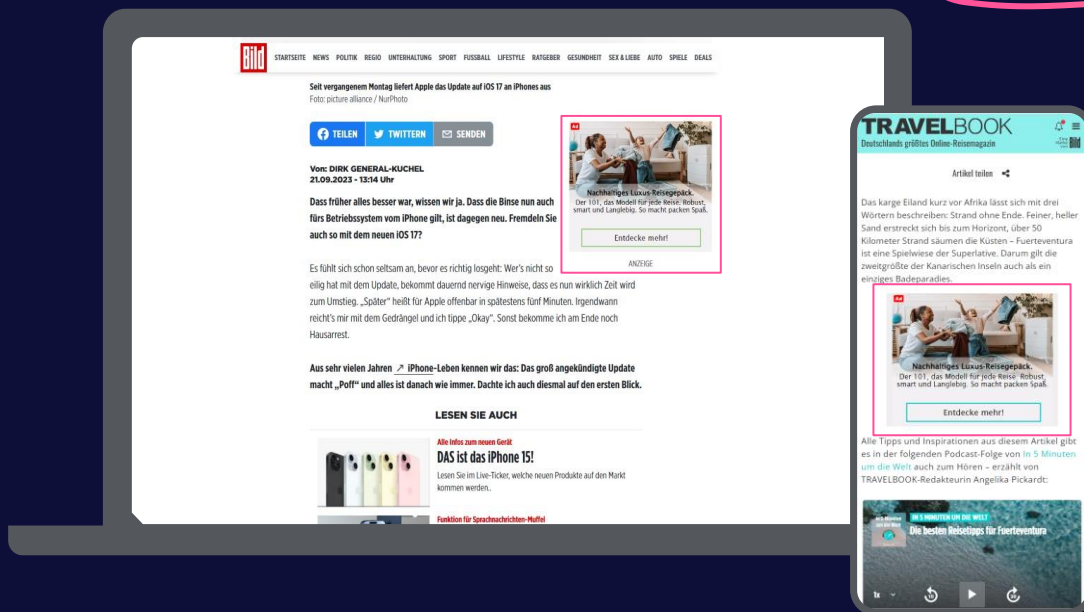 Bild
STARTSEITE NEWS POLITIK REGIO UNTERHALTUNG SPORT FUSSBALL LIFESTYLE RATGEBER GESUNDHEIT SEX & LIEBE AUTO SPIELE DEALS
Seit vergangenem Montag liefert Apple das Update auf iOS 17 an iPhones aus
Foto: picture alliance / NurPhoto
TEILEN
TWITTERN
SENDEN
Von: DIRK GENERAL-KUCHEL
21.09.2023 - 13:14 Uhr
Dass früher alles besser war, wissen wir ja. Dass die Binse nun auch
fürs Betriebssystem vom iPhone gilt, ist dagegen neu. Fremdeln Sie
auch so mit dem neuen iOS 17?
Ad
Nachhaltiges Luxus-Reisegepäck.
Der 101, das Modell für jede Reise. Robust,
smart und Langlebig. So macht packen Spaß.
Entdecke mehr!
ANZEIGE
Es fühlt sich schon seltsam an, bevor es richtig losgeht: Wer's nicht so
eilig hat mit dem Update, bekommt dauernd nervige Hinweise, dass es nun wirklich Zeit wird
zum Umstieg. „Später“ heißt für Apple offenbar in spätestens fünf Minuten. Irgendwann
reicht's mir mit dem Gedrängel und ich tippe „Okay“. Sonst bekomme ich am Ende noch
Hausarrest.
Aus sehr vielen Jahren ↗ iPhone-Leben kennen wir das: Das groß angekündigte Update
macht „Poff“ und alles ist danach wie immer. Dachte ich auch diesmal auf den ersten Blick.
LESEN SIE AUCH
Alle Infos zum neuen Gerät
DAS ist das iPhone 15!
Lesen Sie im Live-Ticker, welche neuen Produkte auf den Markt
kommen werden..
Funktion für Sprachnachrichten-Muffel
TRAVELBOOK
Deutschlands größtes Online-Reisemagazin
Artikel teilen
Das karge Eiland kurz vor Afrika lässt sich mit drei
Wörtern beschreiben: Strand ohne Ende. Feiner, heller
Sand erstreckt sich bis zum Horizont, über 50
Kilometer Strand säumen die Küsten – Fuerteventura
ist eine Spielwiese der Superlative. Darum gilt die
zweitgrößte der Kanarischen Inseln auch als ein
einziges Badeparadies.
Ad
Nachhaltiges Luxus-Reisegepäck.
Der 101, das Modell für jede Reise. Robust,
smart und Langlebig. So macht packen Spaß.
Entdecke mehr!
Alle Tipps und Inspirationen aus diesem Artikel gibt
es in der folgenden Podcast-Folge von In 5 Minuten
um die Welt auch zum Hören – erzählt von
TRAVELBOOK-Redakteurin Angelika Pickardt:
IN 5 MINUTEN UM DIE WELT
Die besten Reisetipps für Fuerteventura
1x